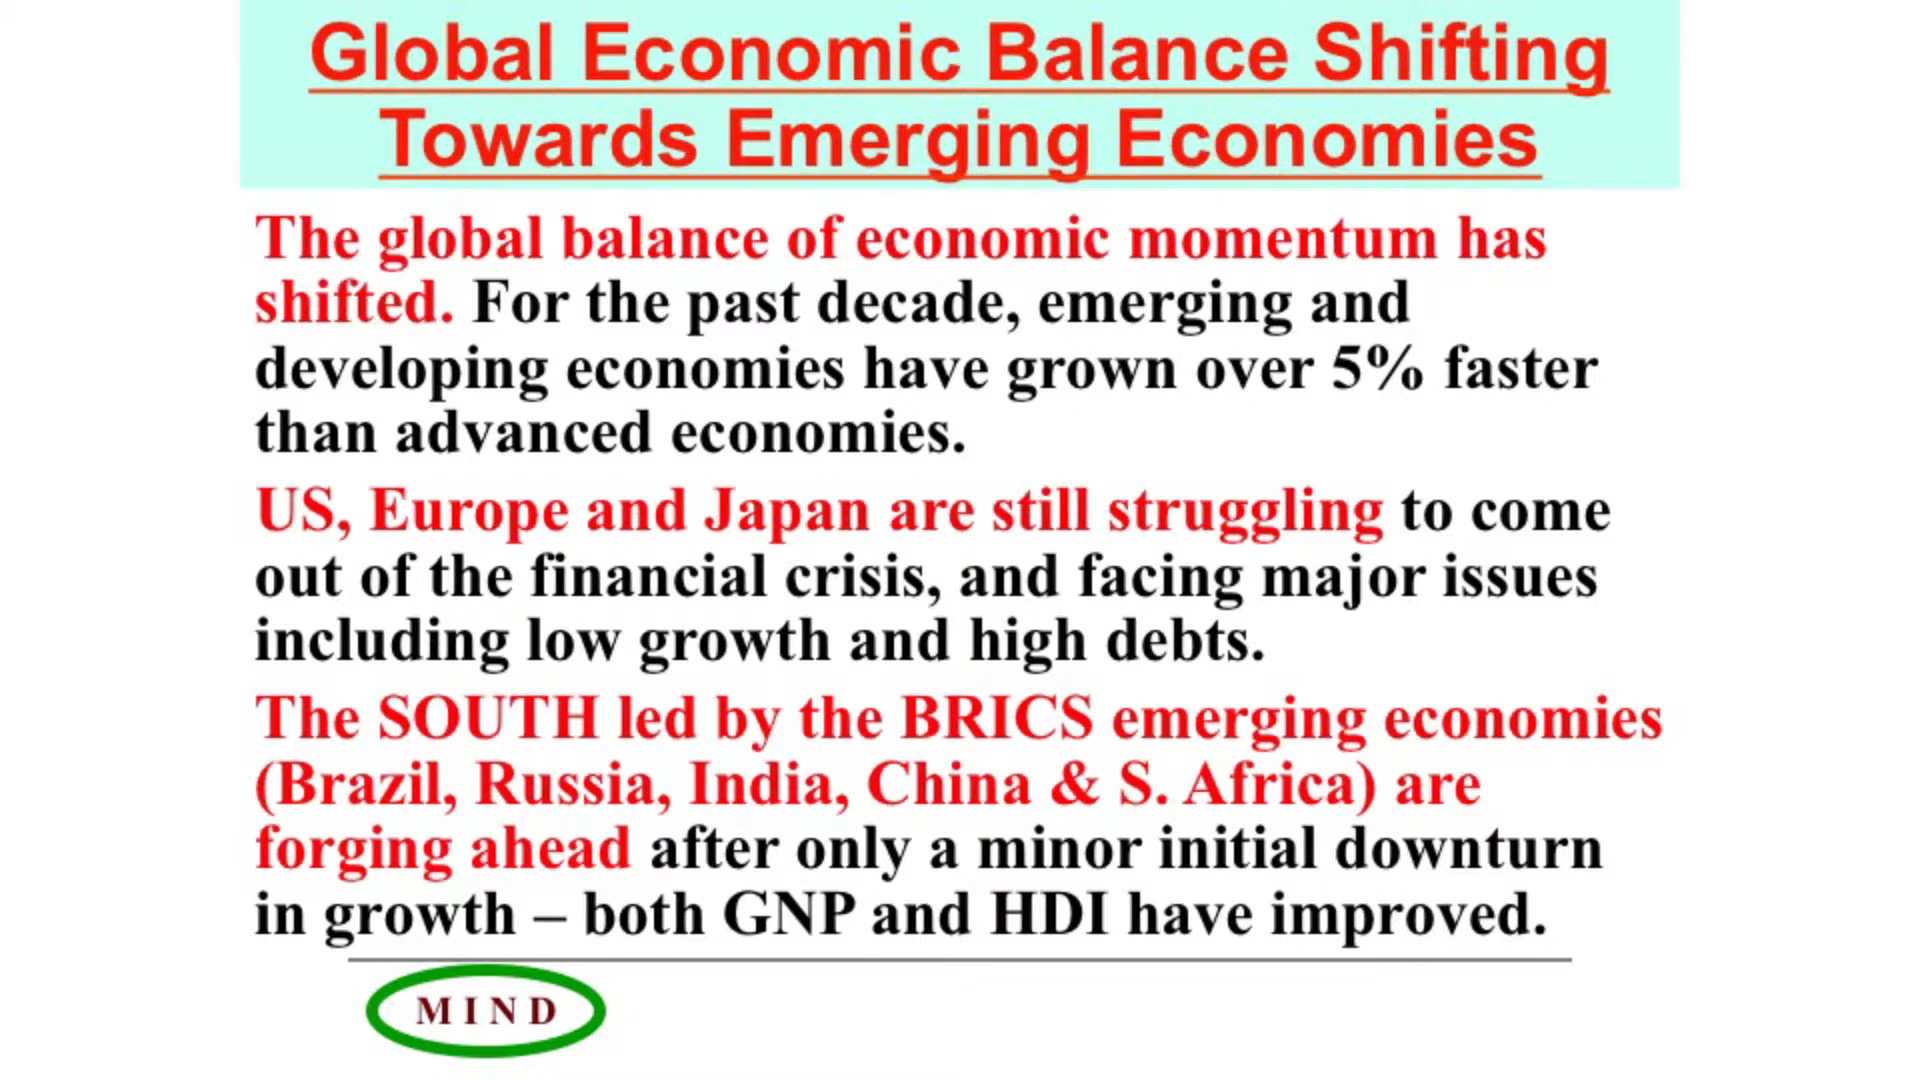 Global Economic Balance Shifting
Towards Emerging Economies
The global balance of economic momentum has
shifted. For the past decade, emerging and
developing economies have grown over 5% faster
than advanced economies.
US, Europe and Japan are still struggling to come
out of the financial crisis, and facing major issues
including low growth and high debts.
The SOUTH led by the BRICS emerging economies
(Brazil, Russia, India, China & S. Africa) are
forging ahead after only a minor initial downturn
in growth – both GNP and HDI have improved.
M I N D